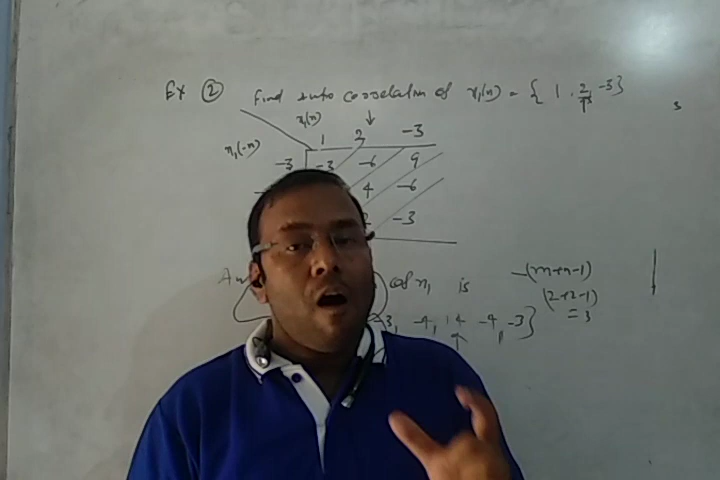 Ex ② Find Auto correlation of x₁(n) = { 1, 2, -3}
↑
x₁(n) ↓
1 2 -3
x₁(-n)
-3 -3 -6 9
4 -6
2 -3
of x₁ is -(m+n-1)
(2+2-1)
= 3
-3, -4, 14 -4, -3}
↑